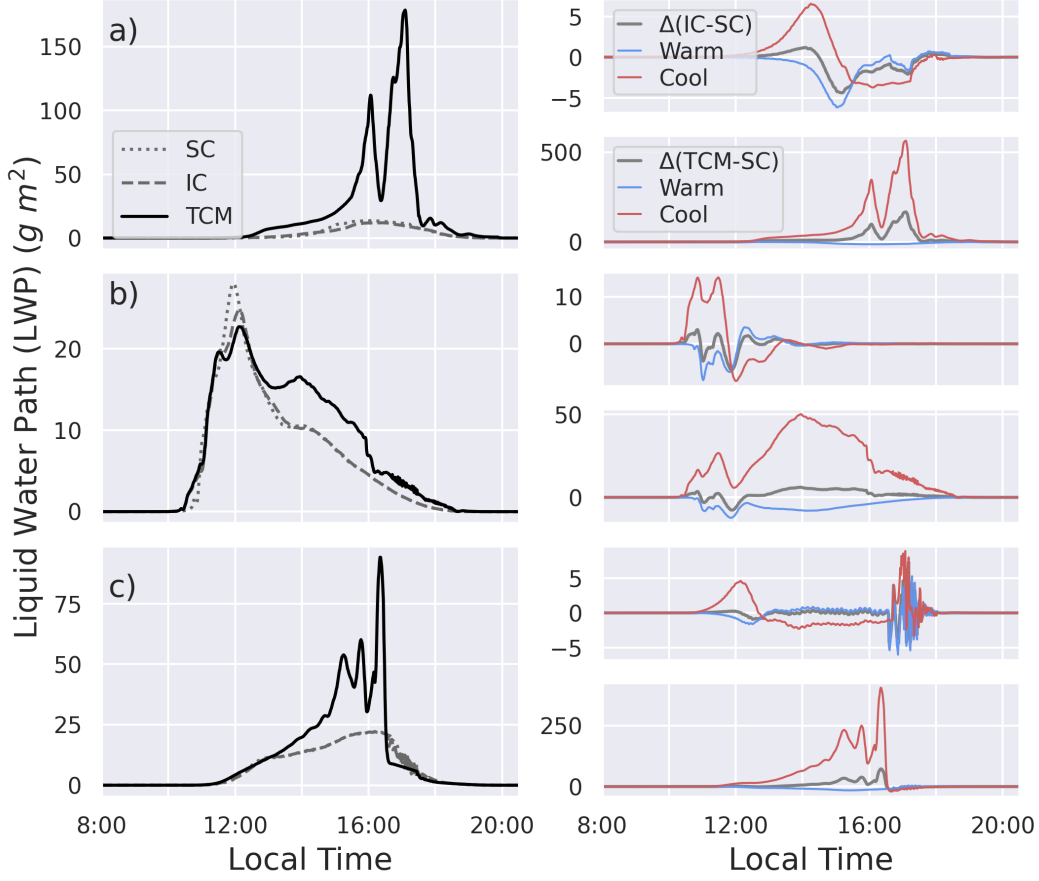 a)
150
100
50
0
SC
IC
TCM
5
0
−5
Δ(IC-SC)
Warm
Cool
500
0
Δ(TCM-SC)
Warm
Cool
Liquid Water Path (LWP) (g m²)
b)
20
10
0
10
0
50
0
c)
75
50
25
0
5
0
−5
250
0
8:00 12:00 16:00 20:00
Local Time
8:00 12:00 16:00 20:00
Local Time